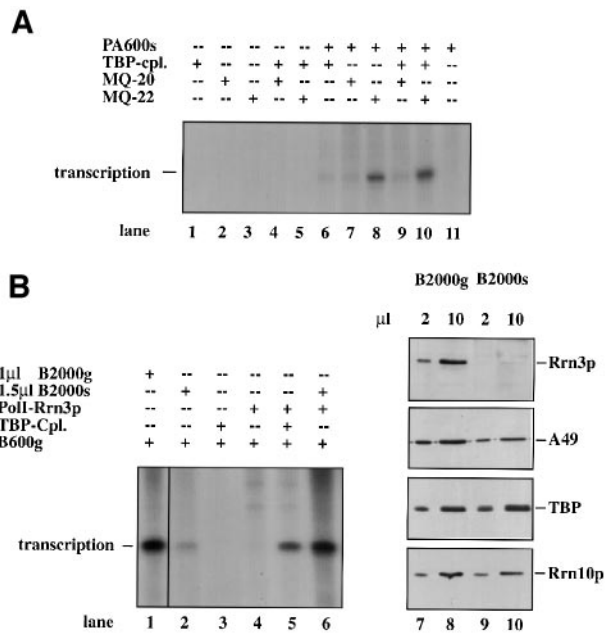 A
PA600s -- -- -- -- -- + + + + + +
TBP-cpl. + -- -- + + + -- -- + + --
MQ-20 -- + -- + -- -- + -- + -- --
MQ-22 -- -- + -- + -- -- + -- + --
transcription
lane 1 2 3 4 5 6 7 8 9 10 11
B
1µl B2000g + -- -- -- -- --
1.5µl B2000s -- + -- -- -- +
PolI-Rrn3p -- -- -- + + +
TBP-Cpl. -- -- + -- + --
B600g + + + + + +
transcription
lane 1 2 3 4 5 6
B2000g B2000s
µl 2 10 2 10
Rrn3p
A49
TBP
Rrn10p
7 8 9 10